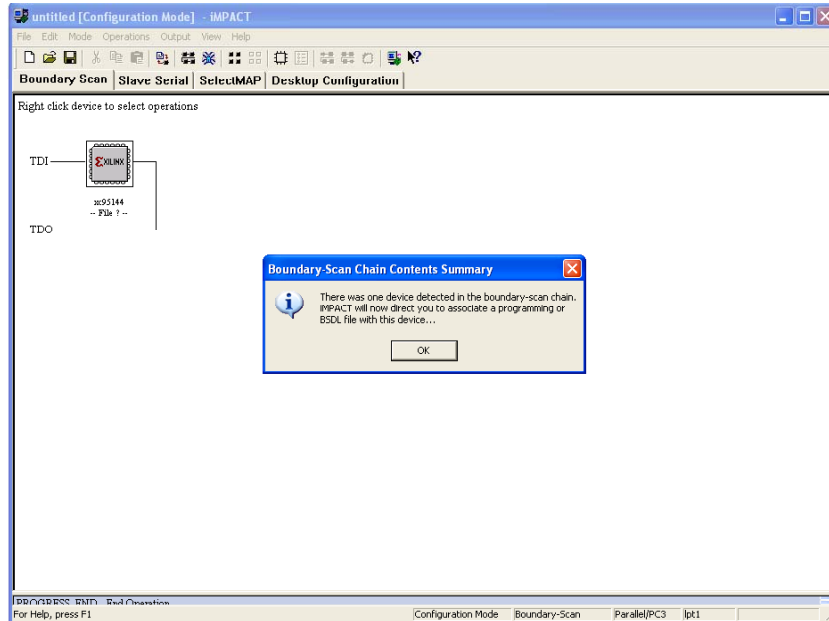 untitled [Configuration Mode] - iMPACT
File Edit Mode Operations Output View Help
Boundary Scan Slave Serial SelectMAP Desktop Configuration
Right click device to select operations
TDI
XILINX
xc95144
-- File ? --
TDO
Boundary-Scan Chain Contents Summary
There was one device detected in the boundary-scan chain.
iMPACT will now direct you to associate a programming or
BSDL file with this device...
OK
PROGRESS_END - End Operation
For Help, press F1 Configuration Mode Boundary-Scan Parallel/PC3 lpt1